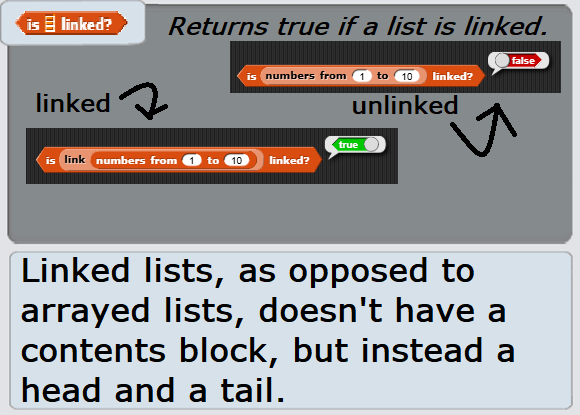 is linked?
Returns true if a list is linked.
is numbers from 1 to 10 linked?
false
linked
unlinked
is link numbers from 1 to 10 linked?
true
Linked lists, as opposed to
arrayed lists, doesn't have a
contents block, but instead a
head and a tail.